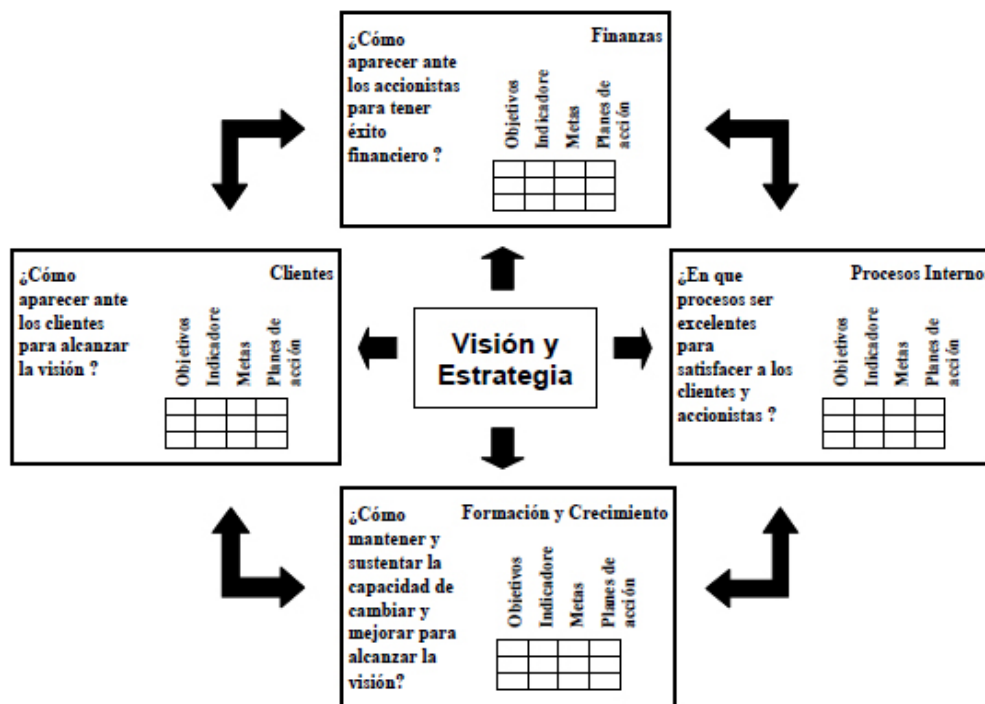 ¿Cómo
aparecer ante
los accionistas
para tener
éxito
financiero ?
Finanzas
Objetivos
Indicadore
Metas
Planes de
acción
¿Cómo
aparecer ante
los clientes
para alcanzar
la visión ?
Clientes
Objetivos
Indicadore
Metas
Planes de
acción
Visión y
Estrategia
¿En que
procesos ser
excelentes
para
satisfacer a los
clientes y
accionistas ?
Procesos Interno
Objetivos
Indicadore
Metas
Planes de
acción
¿Cómo
mantener y
sustentar la
capacidad de
cambiar y
mejorar para
alcanzar la
visión?
Formación y Crecimiento
Objetivos
Indicadore
Metas
Planes de
acción